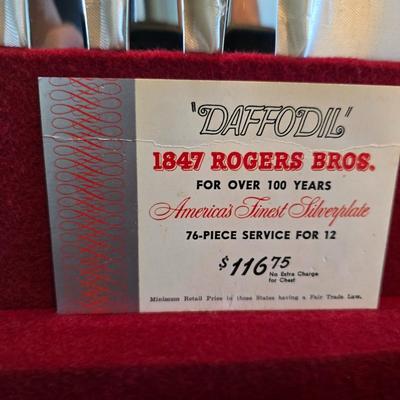 'DAFFODIL'
1847 ROGERS BROS.
FOR OVER 100 YEARS
America's Finest Silverplate
76-PIECE SERVICE FOR 12
$116.75
No Extra Charge
for Chest
Minimum Retail Price in those States having a Fair Trade Law.